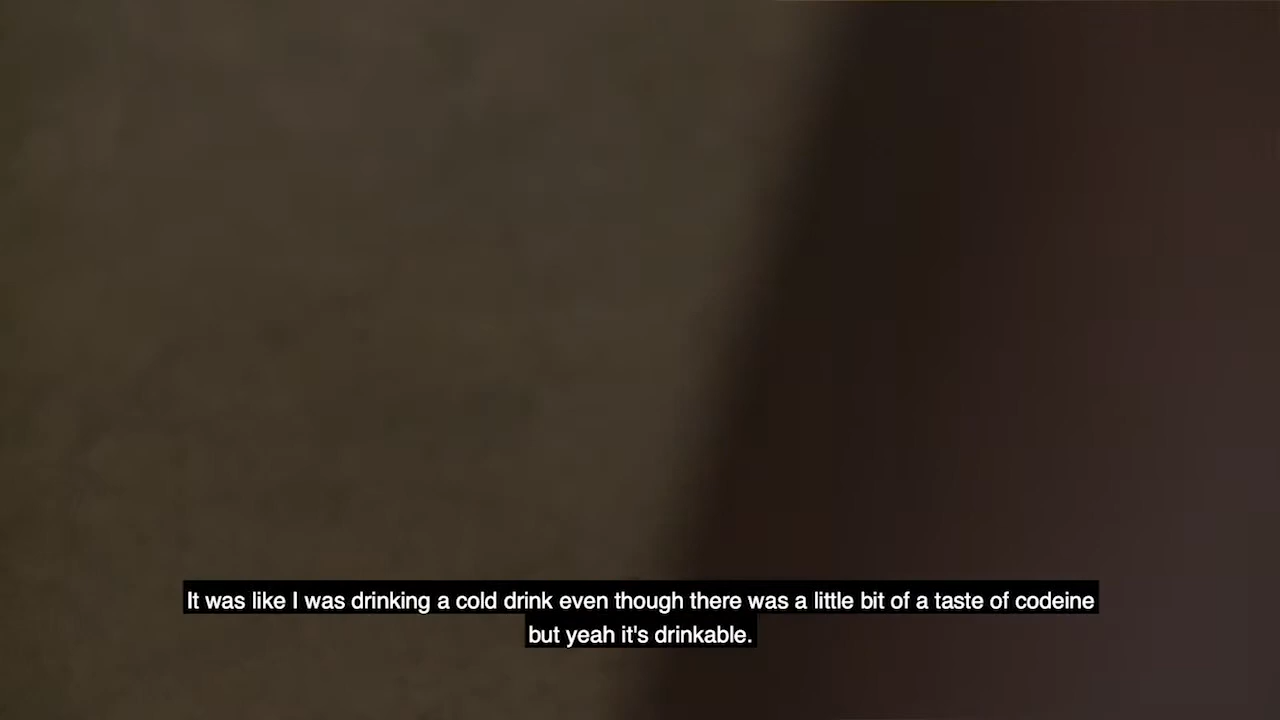 It was like I was drinking a cold drink even though there was a little bit of a taste of codeine
but yeah it's drinkable.